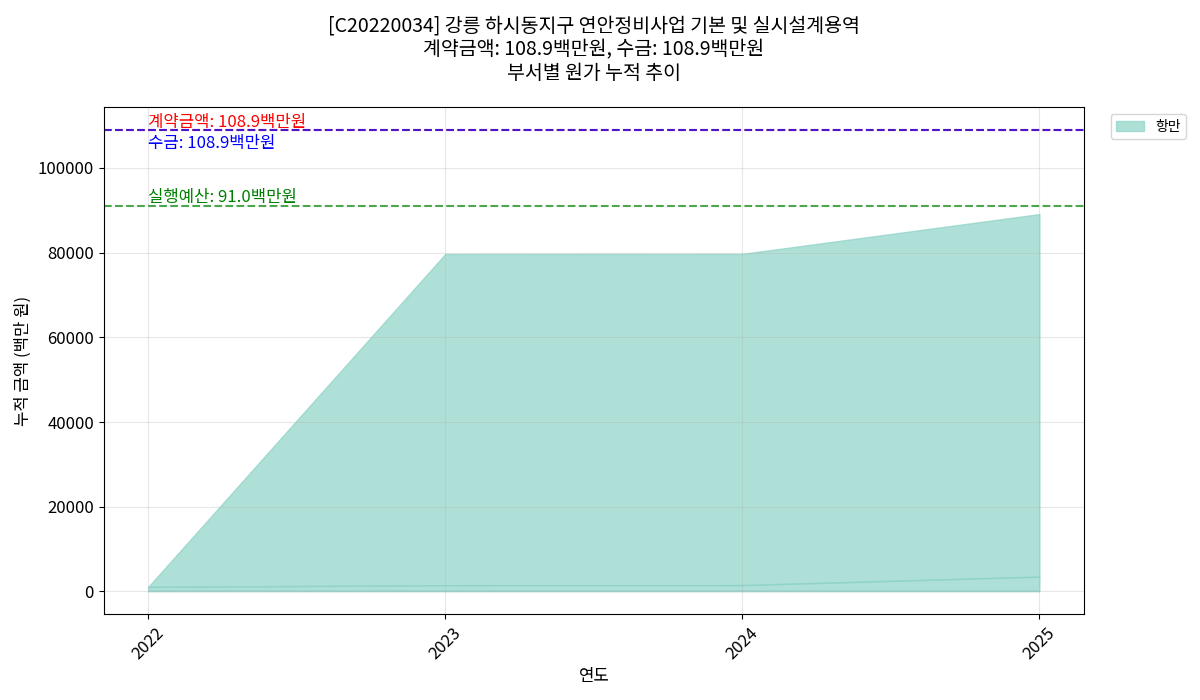 [C20220034] 강릉 하시동지구 연안정비사업 기본 및 실시설계용역
계약금액: 108.9백만원, 수금: 108.9백만원
부서별 원가 누적 추이
계약금액: 108.9백만원
수금: 108.9백만원
실행예산: 91.0백만원
항만
누적 금액 (백만 원)
100000
80000
60000
40000
20000
0
2022
2023
2024
2025
연도